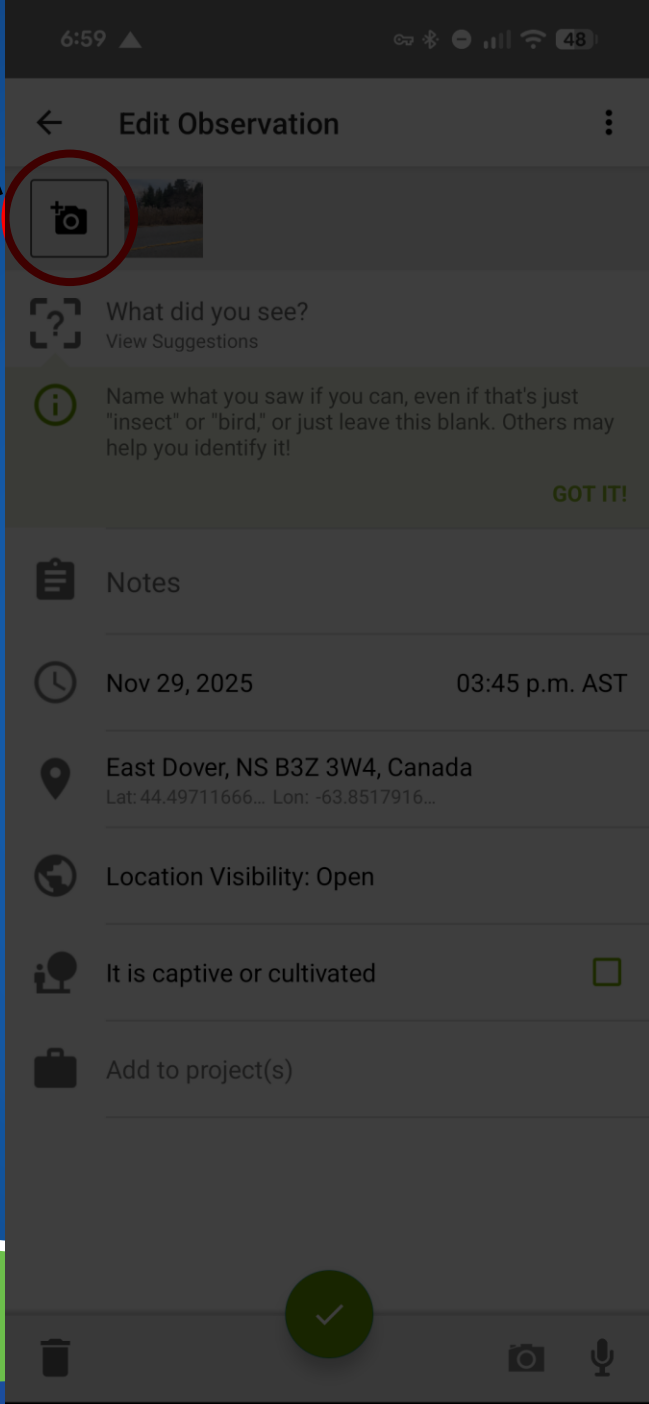 6:59
48
Edit Observation
What did you see?
View Suggestions
Name what you saw if you can, even if that's just
"insect" or "bird," or just leave this blank. Others may
help you identify it!
GOT IT!
Notes
Nov 29, 2025 03:45 p.m. AST
East Dover, NS B3Z 3W4, Canada
Lat: 44.49711666... Lon: -63.8517916...
Location Visibility: Open
It is captive or cultivated
Add to project(s)